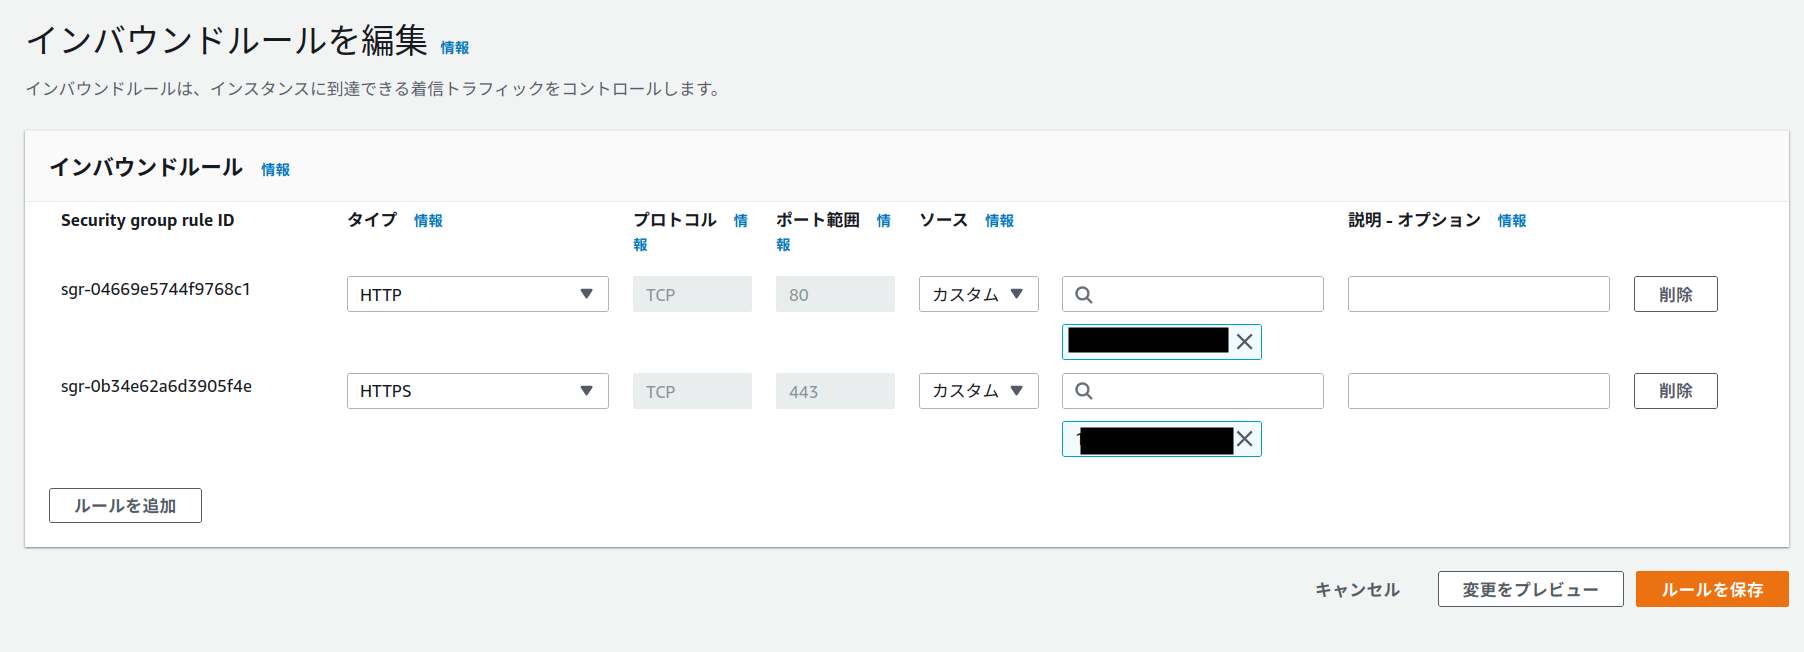 インバウンドルールを編集 情報
インバウンドルールは、インスタンスに到達できる着信トラフィックをコントロールします。
インバウンドルール 情報
Security group rule ID タイプ 情報 プロトコル 情報 ポート範囲 情報 ソース 情報 説明 - オプション 情報
sgr-04669e5744f9768c1 HTTP TCP 80 カスタム 削除
sgr-0b34e62a6d3905f4e HTTPS TCP 443 カスタム 削除
ルールを追加
キャンセル 変更をプレビュー ルールを保存